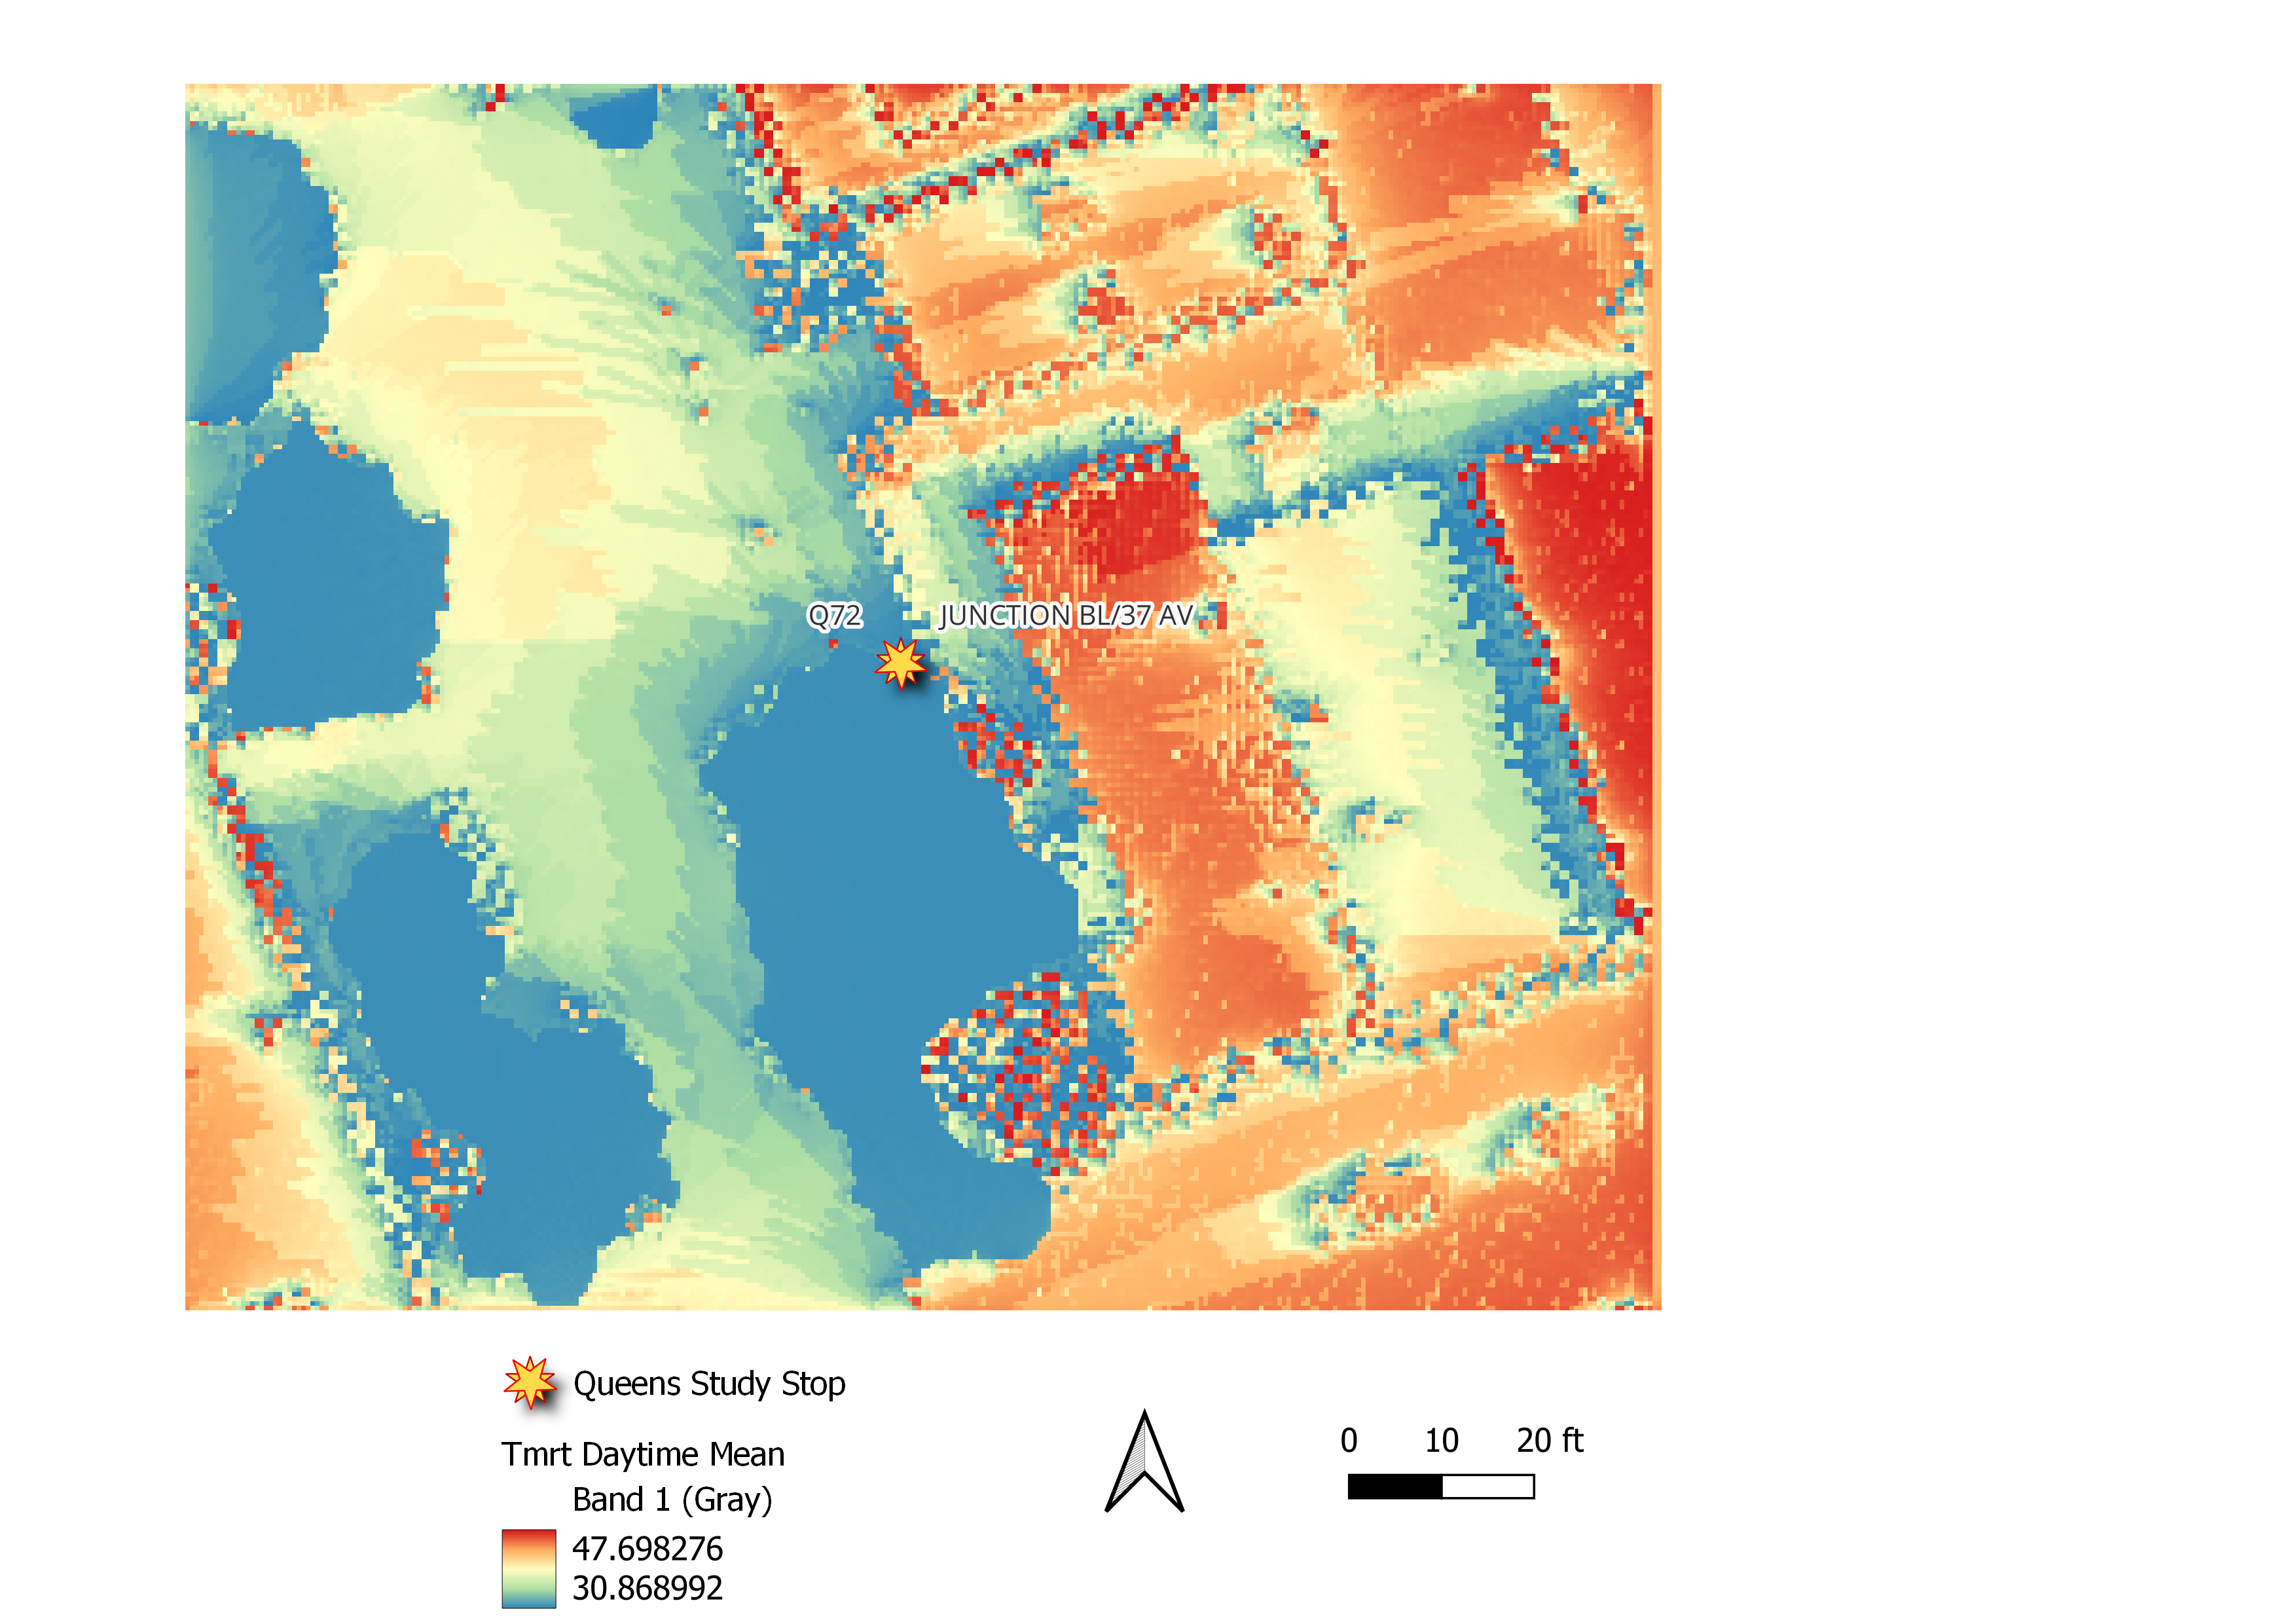 Q72
JUNCTION BL/37 AV
Queens Study Stop
Tmrt Daytime Mean
Band 1 (Gray)
47.698276
30.868992
0 10 20 ft